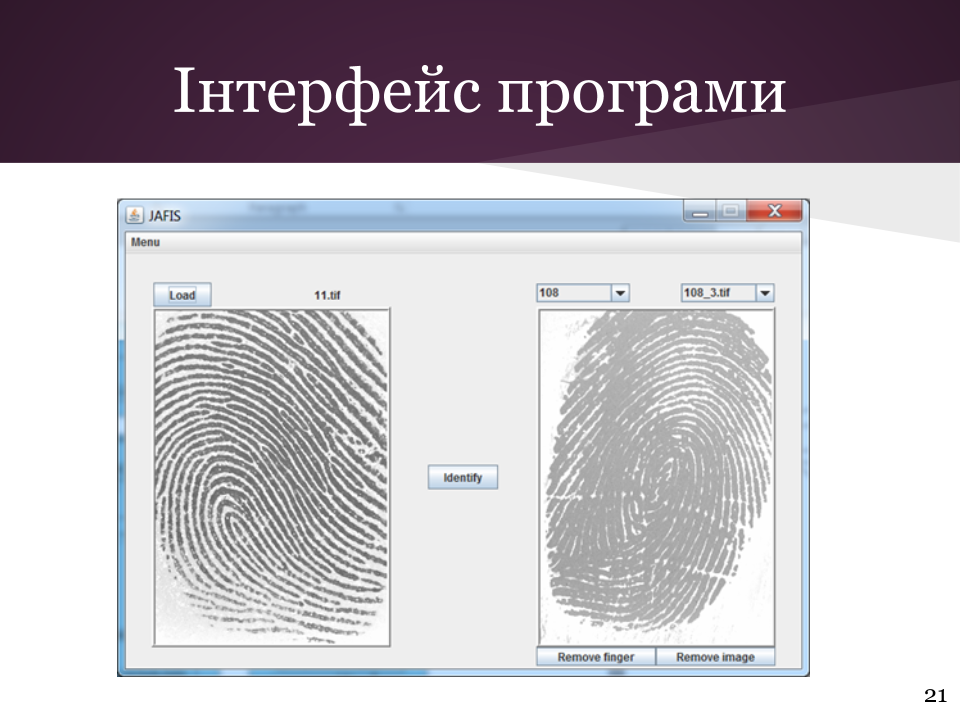 Інтерфейс програми
JAFIS
Menu
Load
11.tif
108
108_3.tif
Identify
Remove finger
Remove image
21